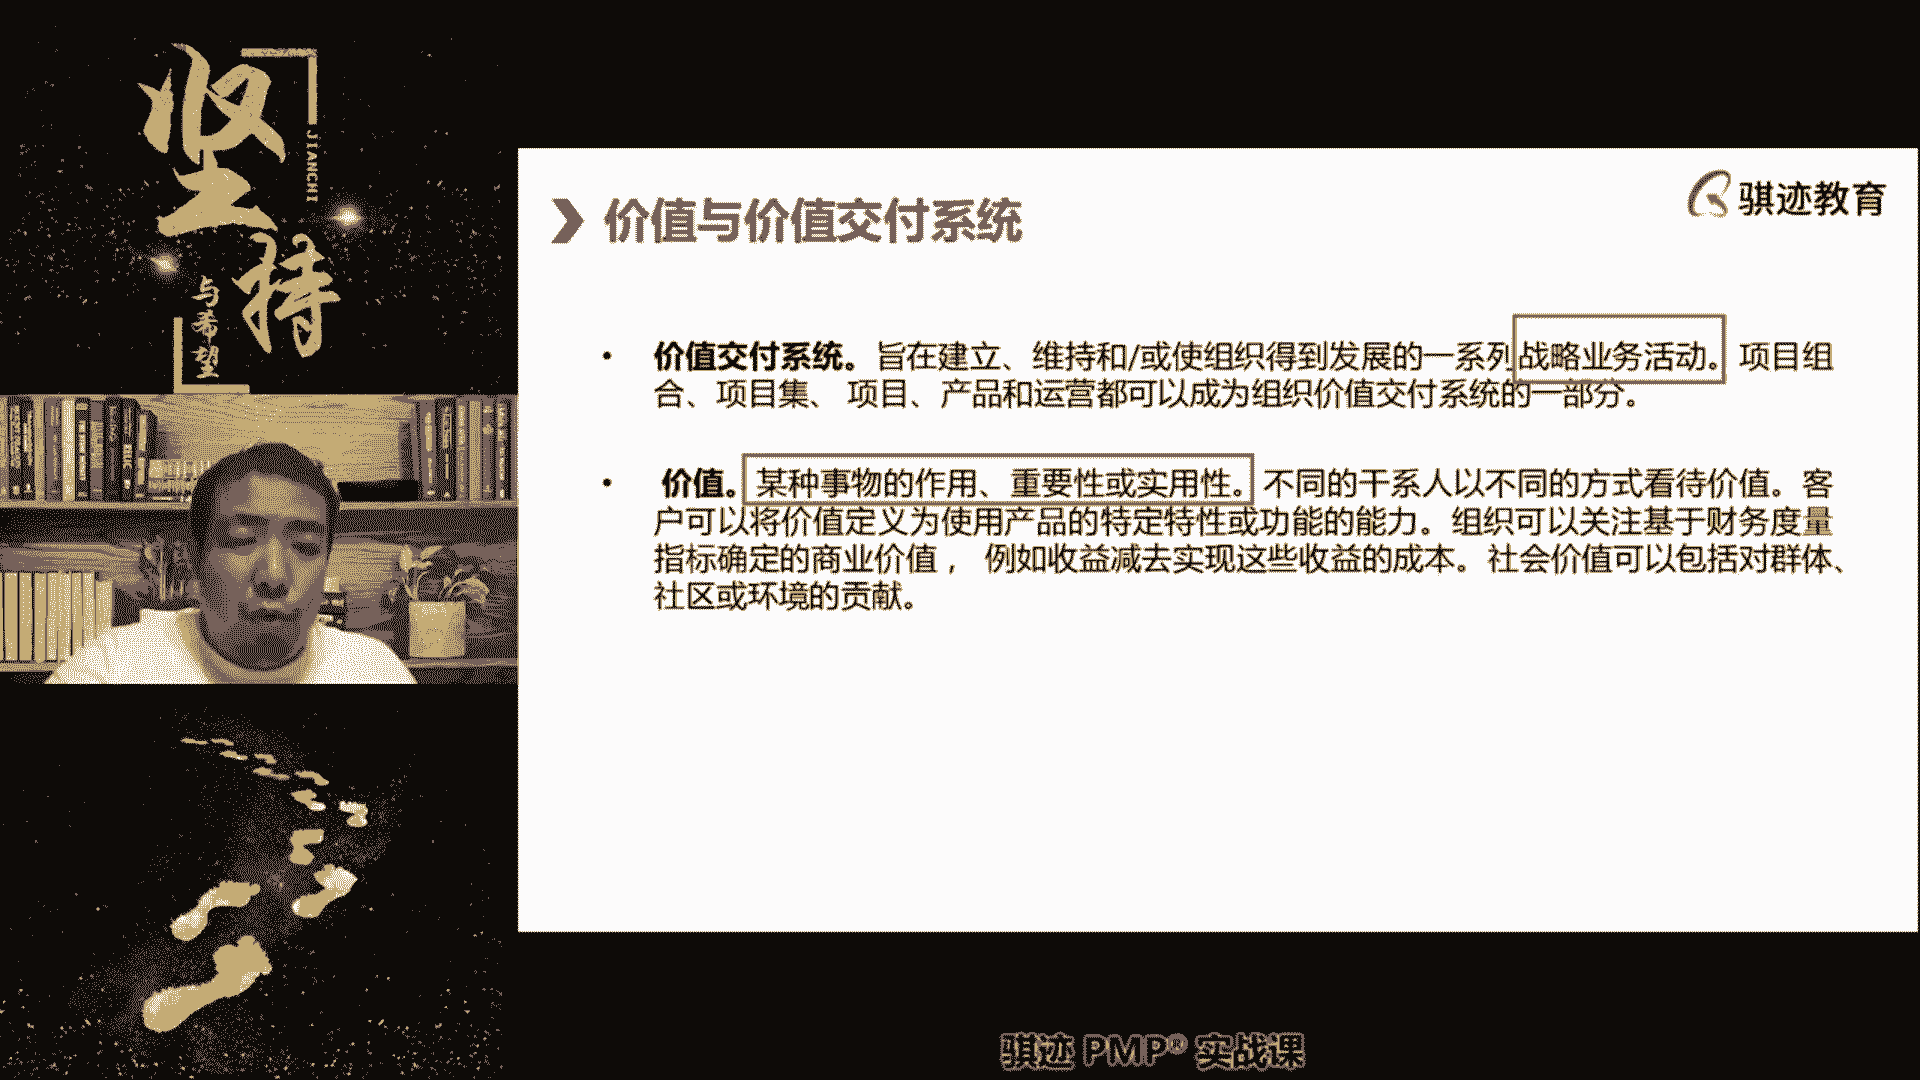 坚持
JIANCHI
与希望
骐迹教育
价值与价值交付系统
• 价值交付系统。旨在建立、维持和/或使组织得到发展的一系列战略业务活动。项目组
合、项目集、 项目、产品和运营都可以成为组织价值交付系统的一部分。
• 价值。某种事物的作用、重要性或实用性。不同的干系人以不同的方式看待价值。客
户可以将价值定义为使用产品的特定特性或功能的能力。组织可以关注基于财务度量
指标确定的商业价值， 例如收益减去实现这些收益的成本。社会价值可以包括对群体、
社区或环境的贡献。
骐迹 PMP® 实战课